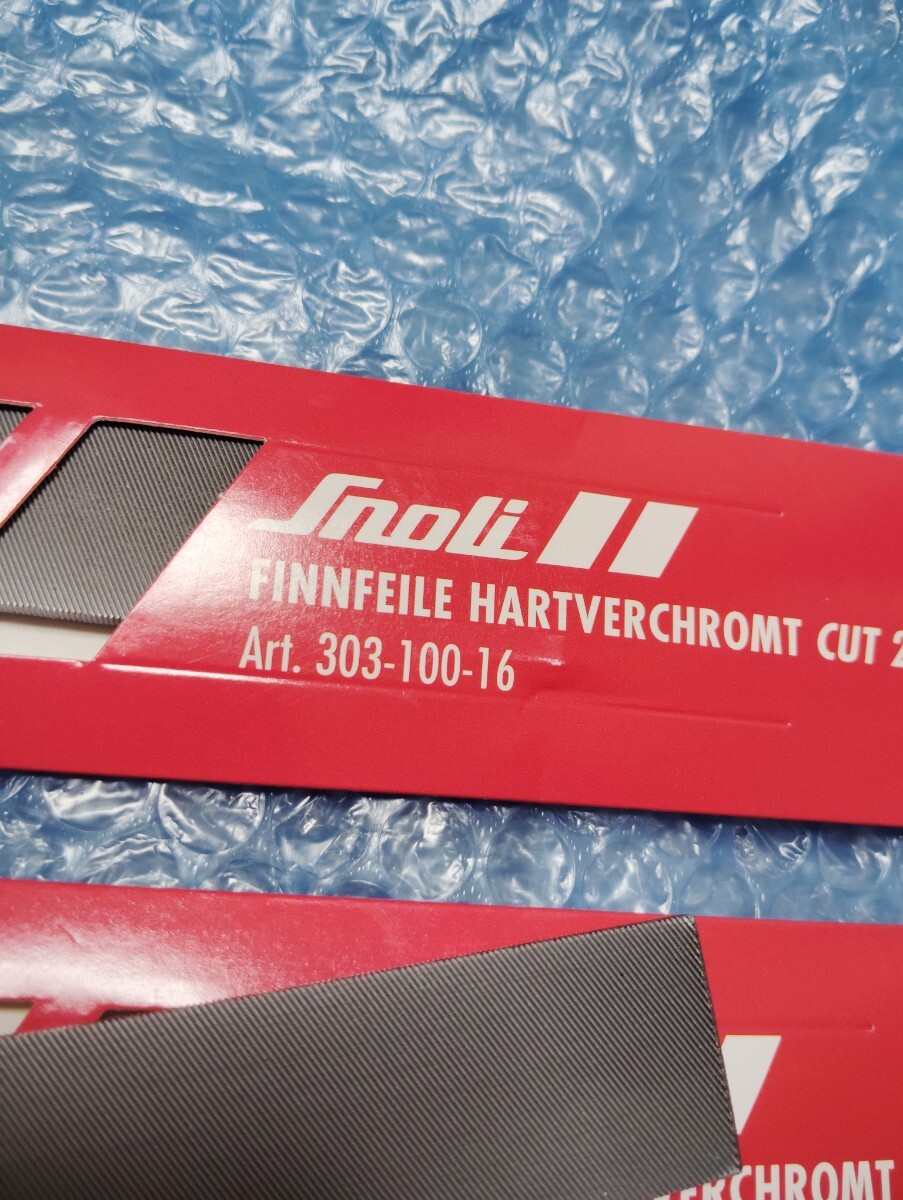 Snoli
FINNFEILE HARTVERCHROMT CUT 2
Art. 303-100-16
VERCHROMT